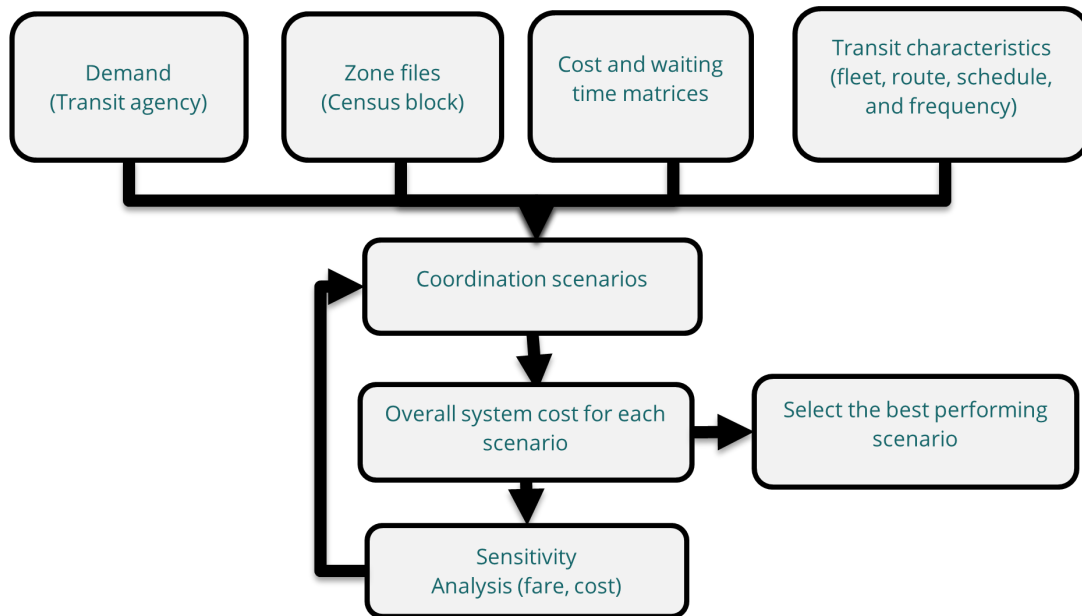 Demand
(Transit agency)
Zone files
(Census block)
Cost and waiting
time matrices
Transit characteristics
(fleet, route, schedule,
and frequency)
Coordination scenarios
Overall system cost for each
scenario
Select the best performing
scenario
Sensitivity
Analysis (fare, cost)